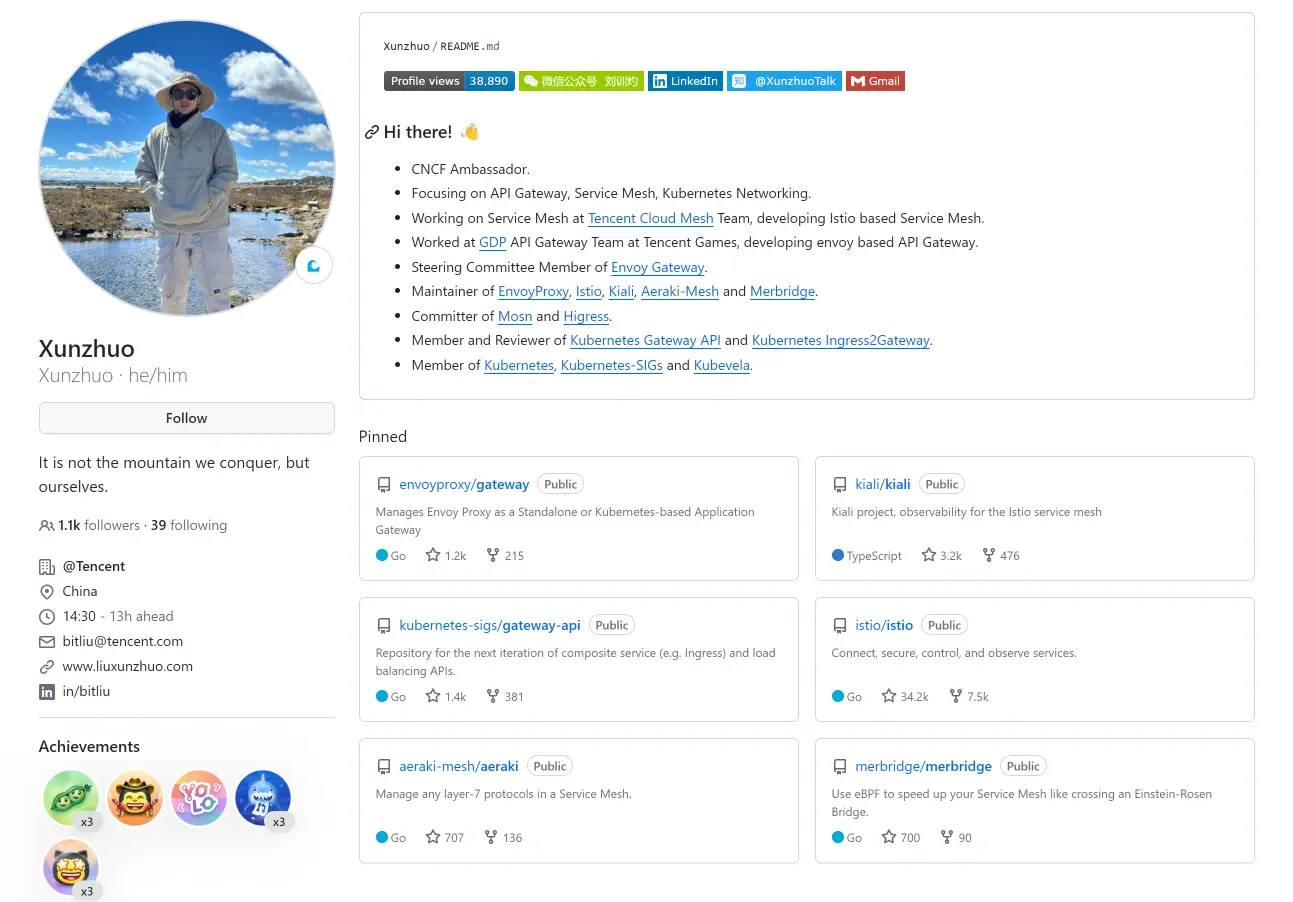 Xunzhuo
Xunzhuo · he/him
Follow
It is not the mountain we conquer, but
ourselves.
1.1k followers · 39 following
@Tencent
China
14:30 - 13h ahead
bitliu@tencent.com
www.liuxunzhuo.com
in/bitliu
Achievements
x3
YOLO
x3
x3
Xunzhuo / README.md
Profile views 38,890 微信公众号 刘训灼 LinkedIn 知 @XunzhuoTalk Gmail
Hi there! 👋
CNCF Ambassador.
Focusing on API Gateway, Service Mesh, Kubernetes Networking.
Working on Service Mesh at Tencent Cloud Mesh Team, developing Istio based Service Mesh.
Worked at GDP API Gateway Team at Tencent Games, developing envoy based API Gateway.
Steering Committee Member of Envoy Gateway.
Maintainer of EnvoyProxy, Istio, Kiali, Aeraki-Mesh and Merbridge.
Committer of Mosn and Higress.
Member and Reviewer of Kubernetes Gateway API and Kubernetes Ingress2Gateway.
Member of Kubernetes, Kubernetes-SIGs and Kubevela.
Pinned
envoyproxy/gateway Public
Manages Envoy Proxy as a Standalone or Kubernetes-based Application
Gateway
Go 1.2k 215
kiali/kiali Public
Kiali project, observability for the Istio service mesh
TypeScript 3.2k 476
kubernetes-sigs/gateway-api Public
Repository for the next iteration of composite service (e.g. Ingress) and load
balancing APIs.
Go 1.4k 381
istio/istio Public
Connect, secure, control, and observe services.
Go 34.2k 7.5k
aeraki-mesh/aeraki Public
Manage any layer-7 protocols in a Service Mesh.
Go 707 136
merbridge/merbridge Public
Use eBPF to speed up your Service Mesh like crossing an Einstein-Rosen
Bridge.
Go 700 90